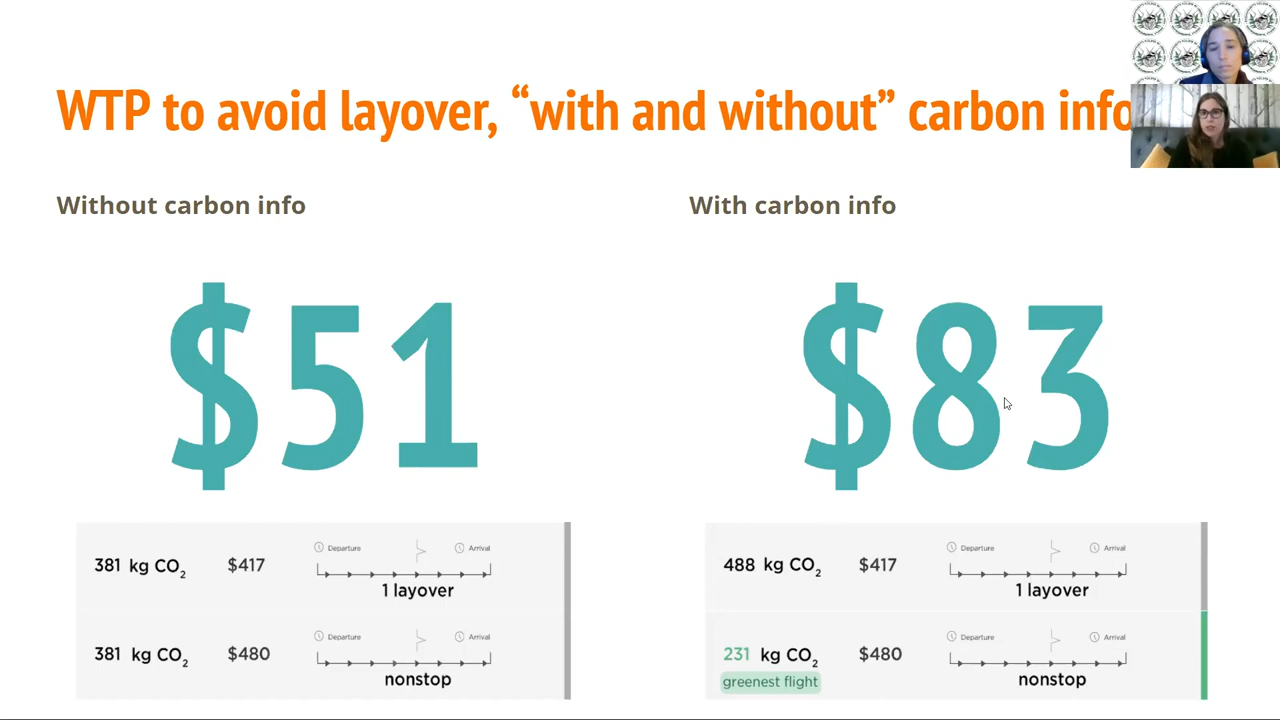 WTP to avoid layover, “with and without” carbon info
Without carbon info
With carbon info
$51
$83
381 kg CO2
$417
Departure
Arrival
1 layover
381 kg CO2
$480
Departure
Arrival
nonstop
488 kg CO2
$417
Departure
Arrival
1 layover
231 kg CO2
greenest flight
$480
Departure
Arrival
nonstop